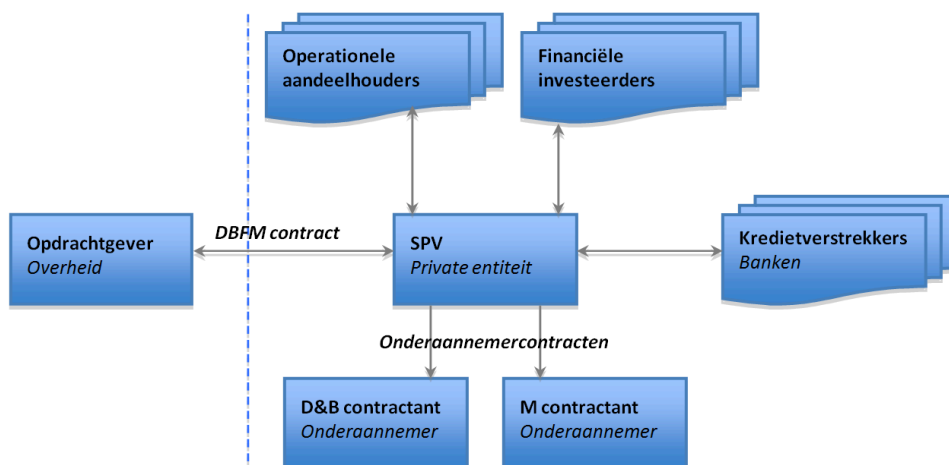 Operationele
aandeelhouders
Financiële
investeerders
Opdrachtgever
Overheid
DBFM contract
SPV
Private entiteit
Kredietverstrekkers
Banken
Onderaannemercontracten
D&B contractant
Onderaannemer
M contractant
Onderaannemer